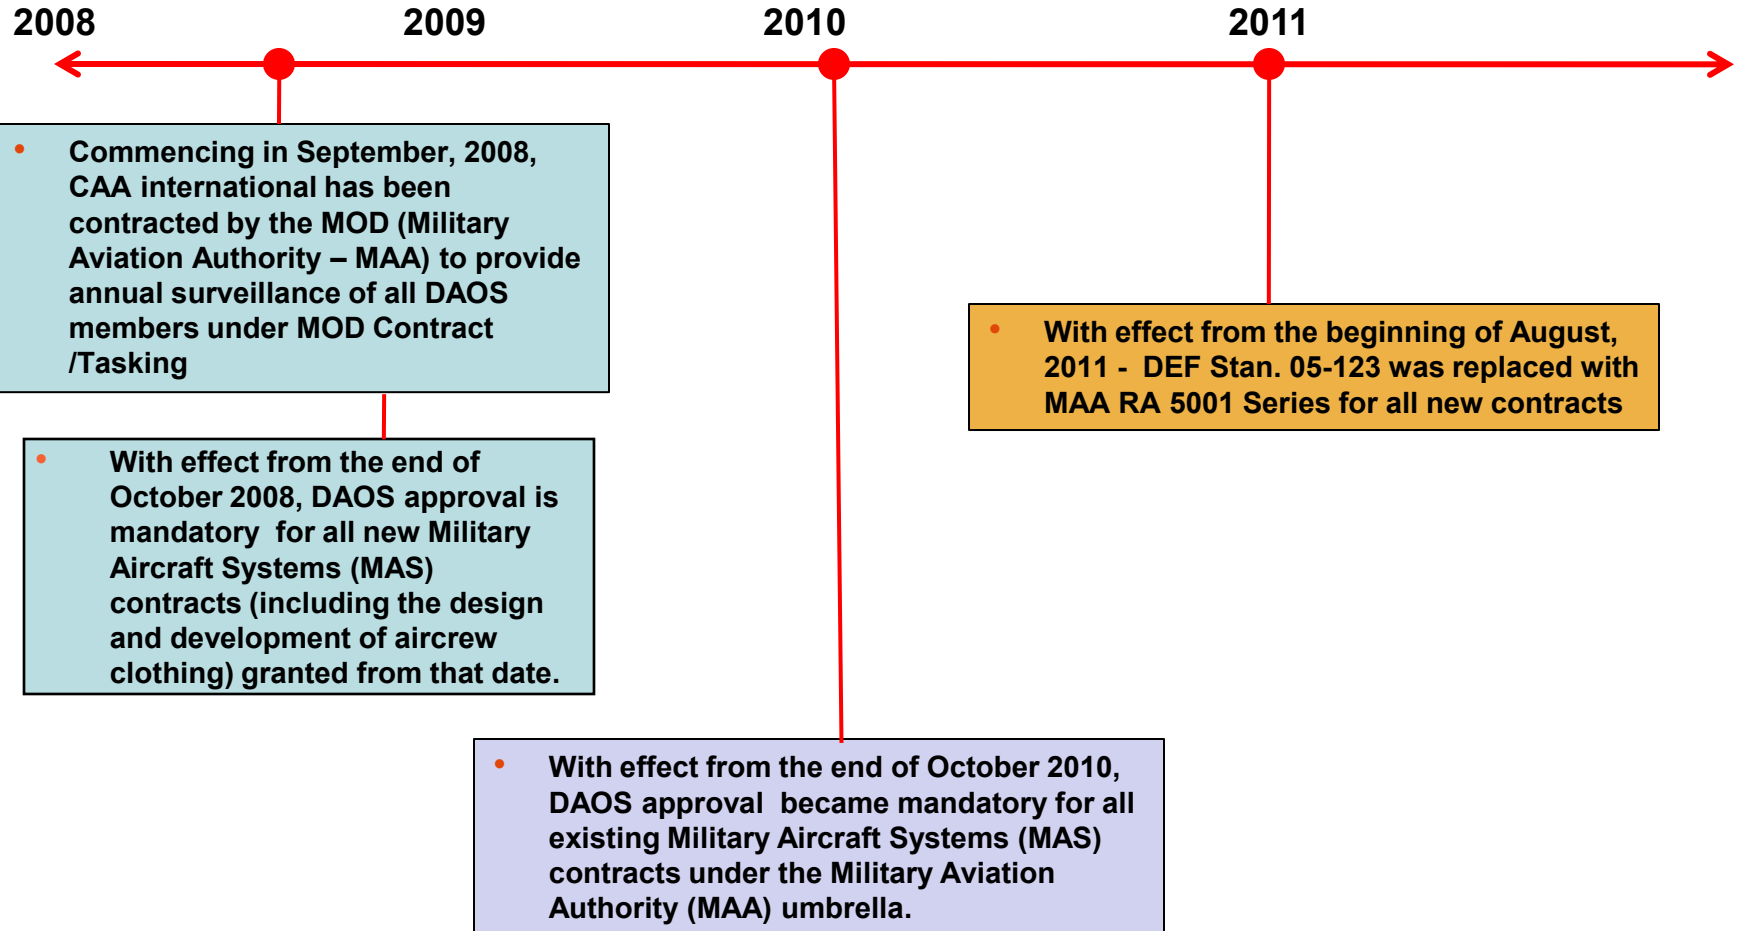 2008 2009 2010 2011
• Commencing in September, 2008,
CAA international has been
contracted by the MOD (Military
Aviation Authority – MAA) to provide
annual surveillance of all DAOS
members under MOD Contract
/Tasking
• With effect from the end of
October 2008, DAOS approval is
mandatory for all new Military
Aircraft Systems (MAS)
contracts (including the design
and development of aircrew
clothing) granted from that date.
• With effect from the end of October 2010,
DAOS approval became mandatory for all
existing Military Aircraft Systems (MAS)
contracts under the Military Aviation
Authority (MAA) umbrella.
• With effect from the beginning of August,
2011 - DEF Stan. 05-123 was replaced with
MAA RA 5001 Series for all new contracts